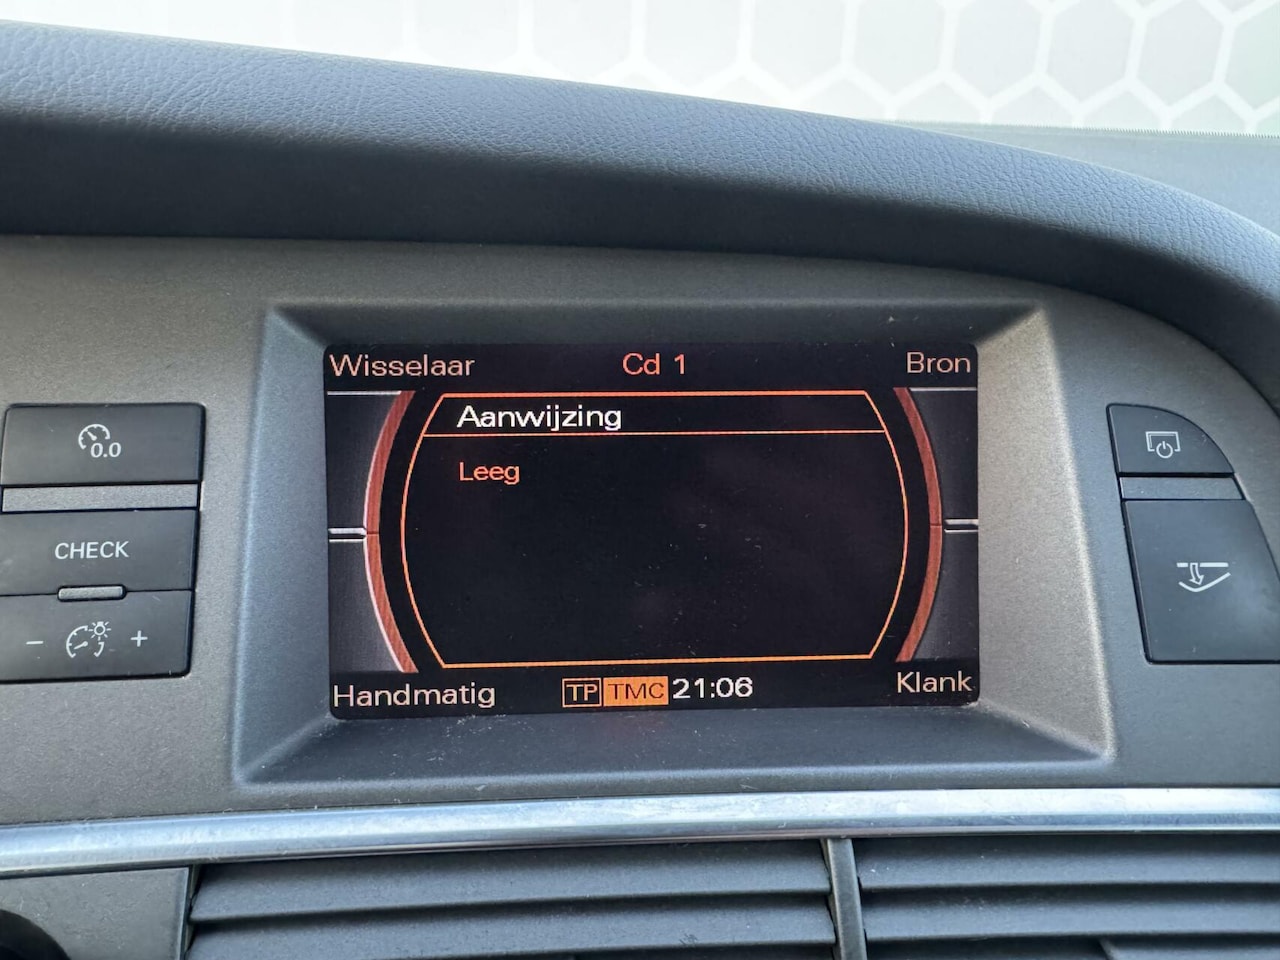 Wisselaar Cd 1 Bron
Aanwijzing
Leeg
Handmatig TP TMC 21:06 Klank
0.0
CHECK
- +